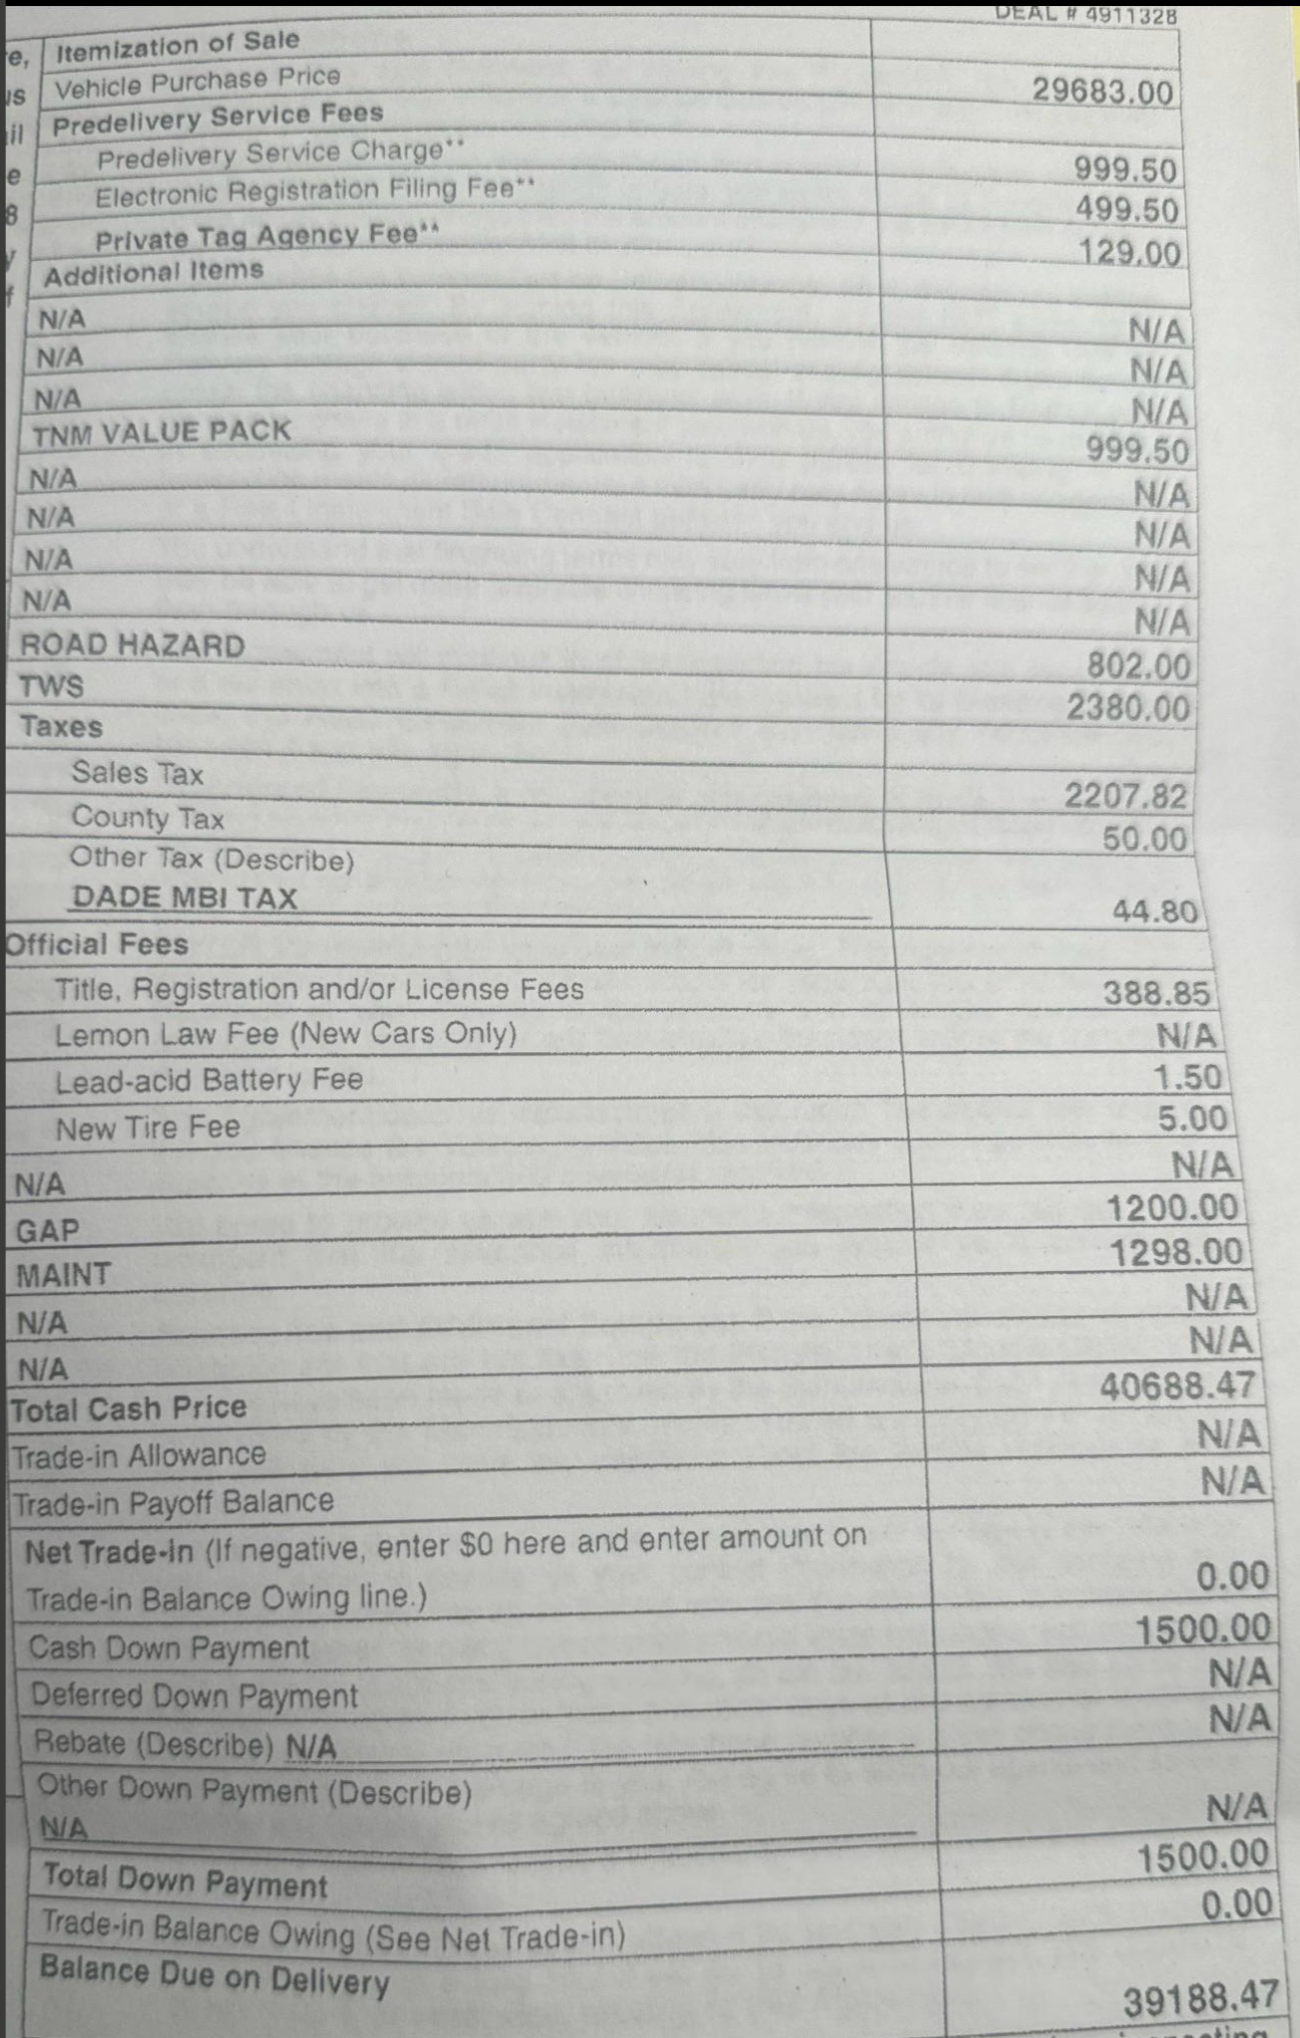 DEAL # 4911328
e, Itemization of Sale
us Vehicle Purchase Price 29683.00
ail Predelivery Service Fees
e Predelivery Service Charge** 999.50
8 Electronic Registration Filing Fee** 499.50
y Private Tag Agency Fee** 129.00
f Additional Items
N/A N/A
N/A N/A
N/A N/A
TNM VALUE PACK 999.50
N/A N/A
N/A N/A
N/A N/A
N/A N/A
ROAD HAZARD 802.00
TWS 2380.00
Taxes
Sales Tax 2207.82
County Tax 50.00
Other Tax (Describe)
DADE MBI TAX 44.80
Official Fees
Title, Registration and/or License Fees 388.85
Lemon Law Fee (New Cars Only) N/A
Lead-acid Battery Fee 1.50
New Tire Fee 5.00
N/A N/A
GAP 1200.00
MAINT 1298.00
N/A N/A
N/A N/A
Total Cash Price 40688.47
Trade-in Allowance N/A
Trade-in Payoff Balance N/A
Net Trade-in (If negative, enter $0 here and enter amount on
Trade-in Balance Owing line.) 0.00
Cash Down Payment 1500.00
Deferred Down Payment N/A
Rebate (Describe) N/A N/A
Other Down Payment (Describe)
N/A N/A
Total Down Payment 1500.00
Trade-in Balance Owing (See Net Trade-in) 0.00
Balance Due on Delivery 39188.47